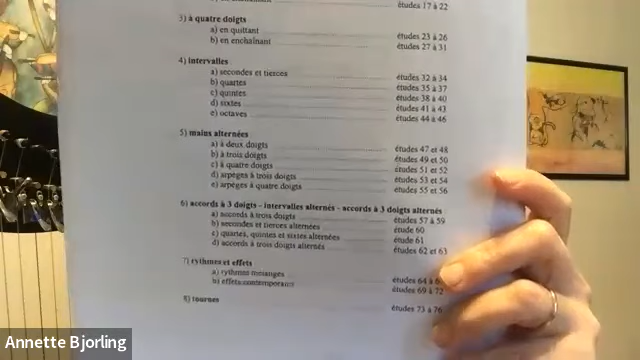 études 17 à 22
3) à quatre doigts
a) en quittant études 23 à 26
b) en enchaînant études 27 à 31
4) intervalles
a) secondes et tierces études 32 à 34
b) quartes études 35 à 37
c) quintes études 38 à 40
d) sixtes études 41 à 43
e) octaves études 44 à 46
5) mains alternées
a) à deux doigts études 47 et 48
b) à trois doigts études 49 et 50
c) à quatre doigts études 51 et 52
d) arpèges à trois doigts études 53 et 54
e) arpèges à quatre doigts études 55 et 56
6) accords à 3 doigts - intervalles alternés - accords à 3 doigts alternés
a) accords à trois doigts études 57 à 59
b) secondes et tierces alternées étude 60
c) quartes, quintes et sixtes alternées étude 61
d) accords à trois doigts alternés études 62 et 63
7) rythmes et effets
a) rythmes mélangés études 64 à
b) effets contemporains études 69 à 72
8) tournez études 73 à 76
Annette Bjorling